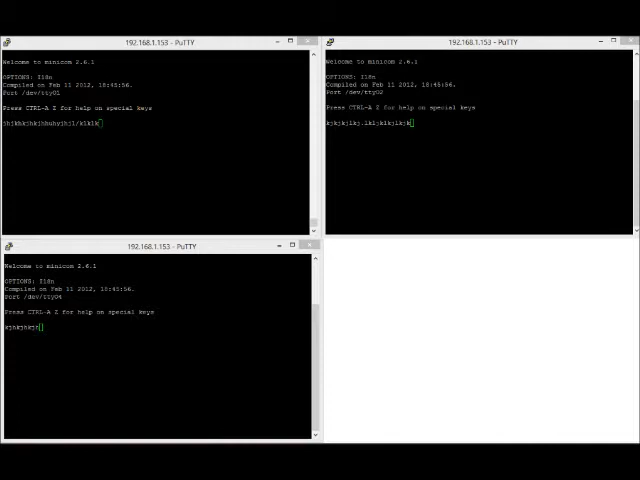 192.168.1.153 - PuTTY
Welcome to minicom 2.6.1
OPTIONS: I18n
Compiled on Feb 11 2012, 18:45:56.
Port /dev/tty01
Press CTRL-A Z for help on special keys
192.168.1.153 - PuTTY
Welcome to minicom 2.6.1
OPTIONS: I18n
Compiled on Feb 11 2012, 18:45:56.
Port /dev/tty02
Press CTRL-A Z for help on special keys
kjkjkjlkj.lkljklkjlkjk
192.168.1.153 - PuTTY
Welcome to minicom 2.6.1
OPTIONS: I18n
Compiled on Feb 11 2012, 18:45:56.
Port /dev/tty04
Press CTRL-A Z for help on special keys